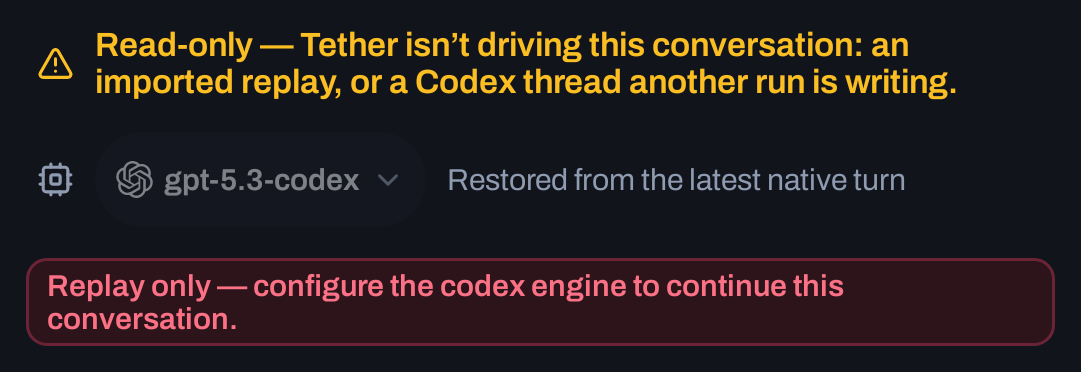 Read-only — Tether isn’t driving this conversation: an
imported replay, or a Codex thread another run is writing.
gpt-5.3-codex Restored from the latest native turn
Replay only — configure the codex engine to continue this
conversation.